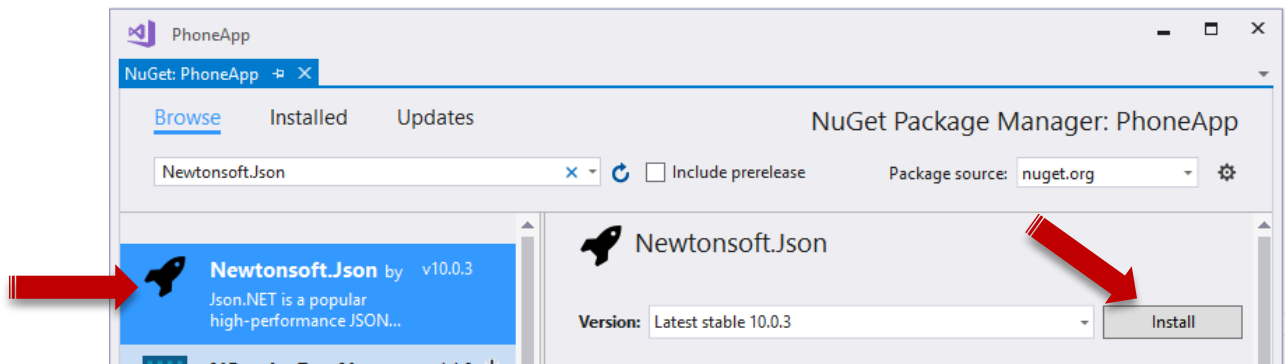 PhoneApp
NuGet: PhoneApp
Browse Installed Updates
NuGet Package Manager: PhoneApp
Newtonsoft.Json
Include prerelease
Package source: nuget.org
Newtonsoft.Json by v10.0.3
Json.NET is a popular
high-performance JSON...
Newtonsoft.Json
Version: Latest stable 10.0.3
Install